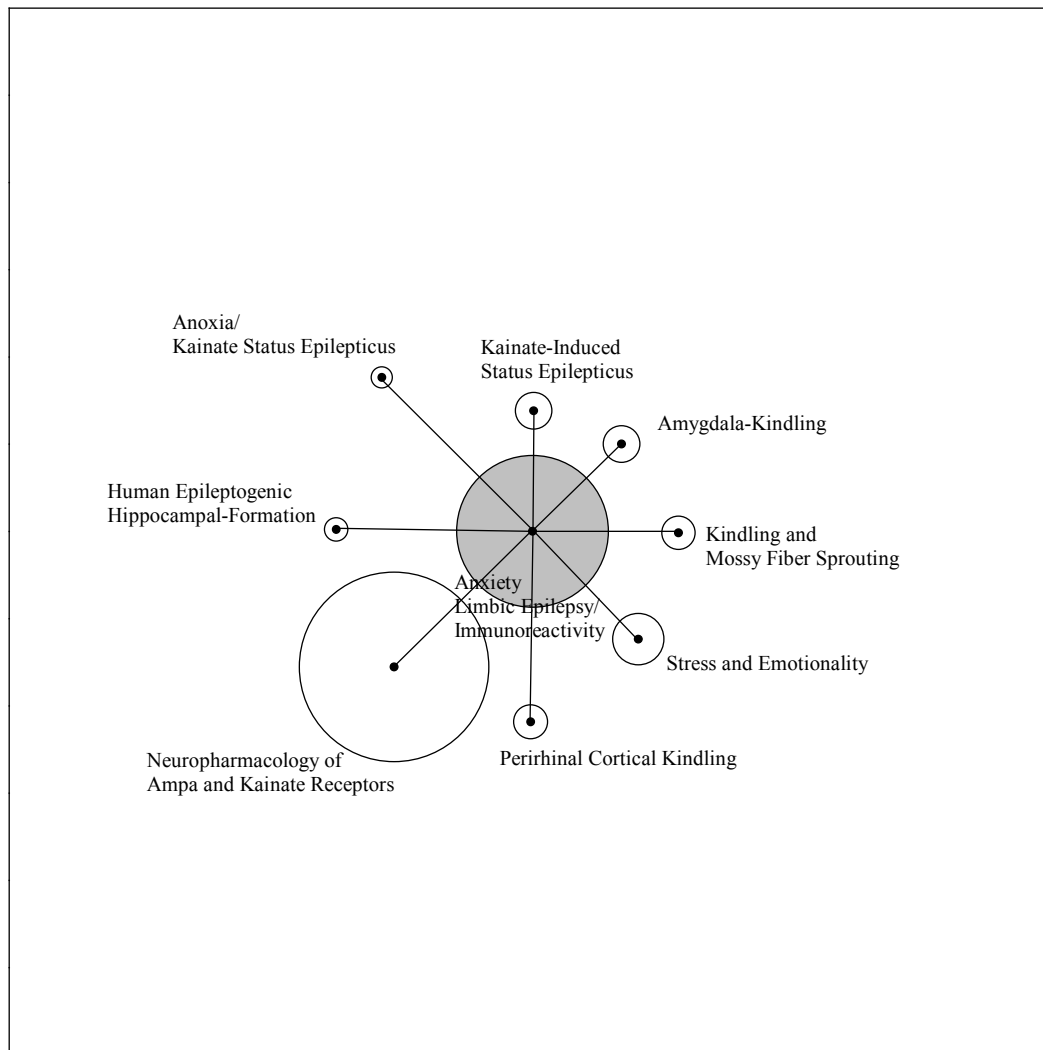 Anoxia/
Kainate Status Epilepticus
Kainate-Induced
Status Epilepticus
Amygdala-Kindling
Human Epileptogenic
Hippocampal-Formation
Kindling and
Mossy Fiber Sprouting
Anxiety
Limbic Epilepsy/
Immunoreactivity
Stress and Emotionality
Neuropharmacology of
Ampa and Kainate Receptors
Perirhinal Cortical Kindling